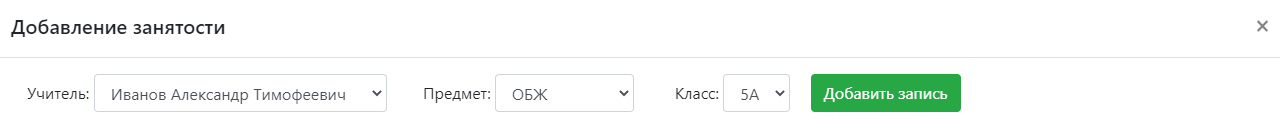 Добавление занятости ×
Учитель: Иванов Александр Тимофеевич Предмет: ОБЖ Класс: 5А Добавить запись